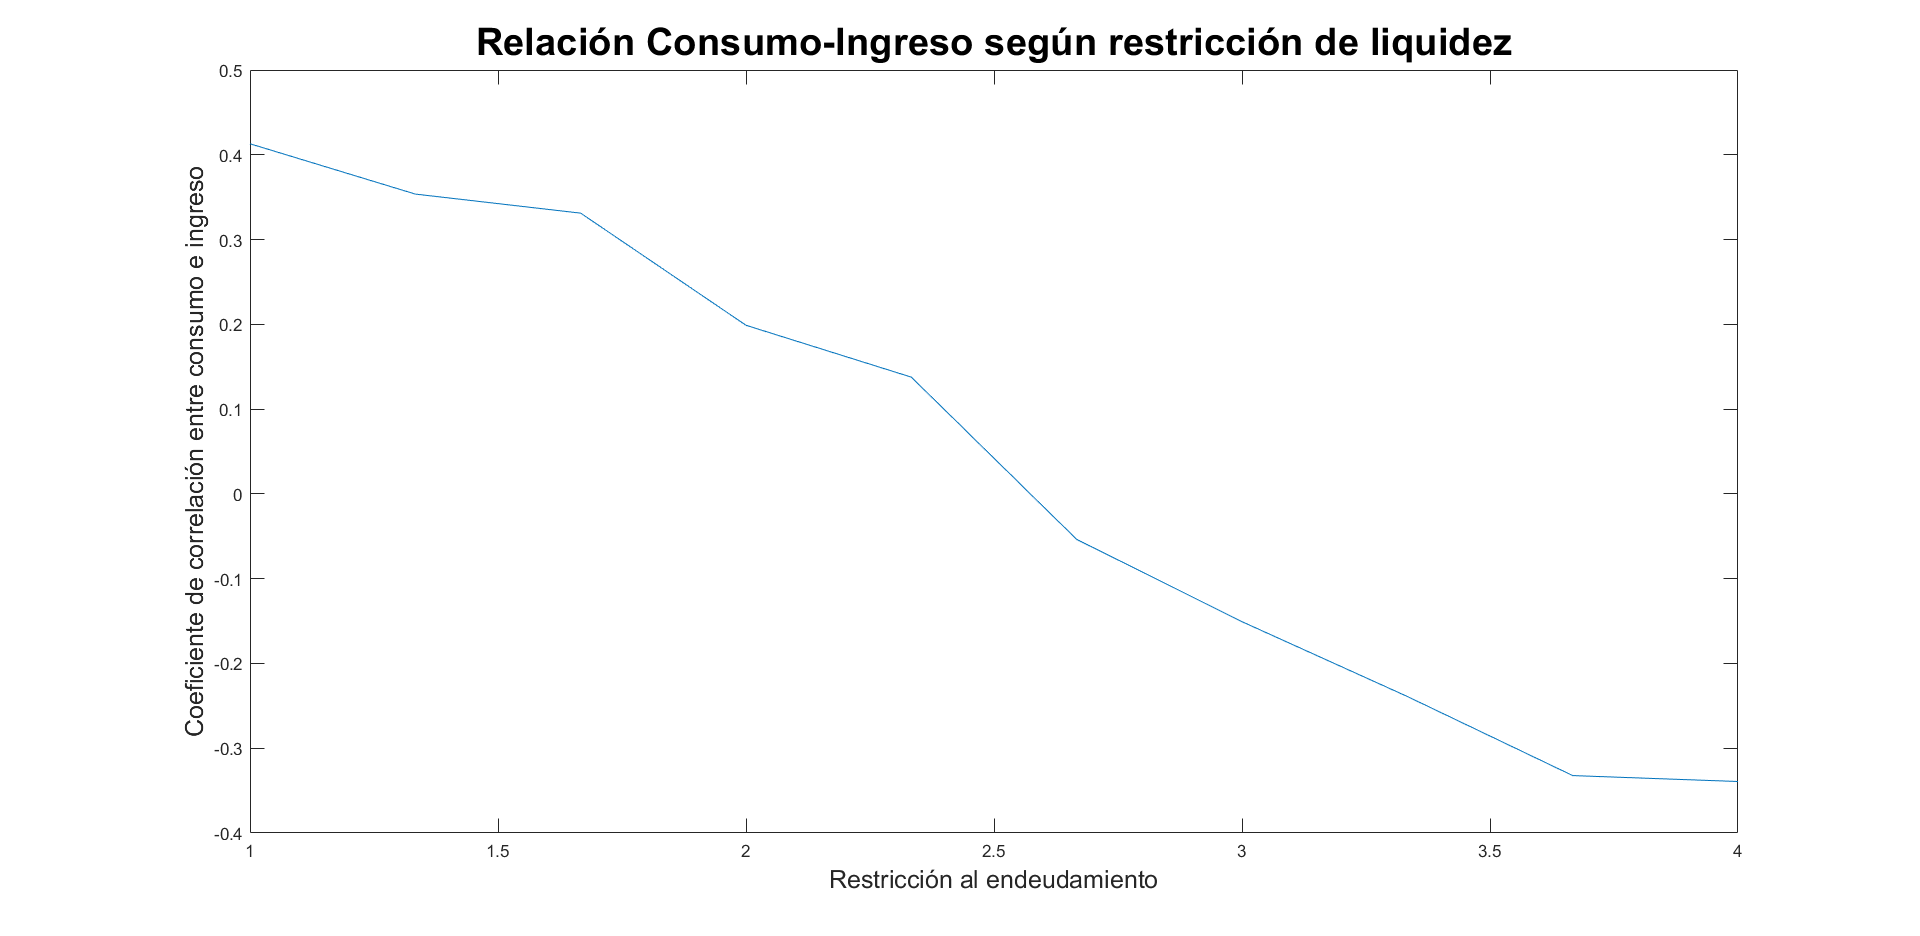 Relación Consumo-Ingreso según restricción de liquidez
Coeficiente de correlación entre consumo e ingreso
0.5
0.4
0.3
0.2
0.1
0
-0.1
-0.2
-0.3
-0.4
1 1.5 2 2.5 3 3.5 4
Restricción al endeudamiento